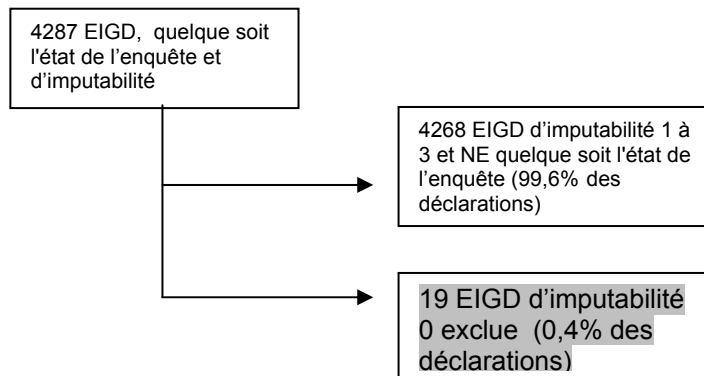 4287 EIGD,  quelque soit
l'état de l’enquête et
d’imputabilité
4268 EIGD d’imputabilité 1 à
3 et NE quelque soit l'état de
l’enquête (99,6% des
déclarations)
19 EIGD d’imputabilité
0 exclue  (0,4% des
déclarations)